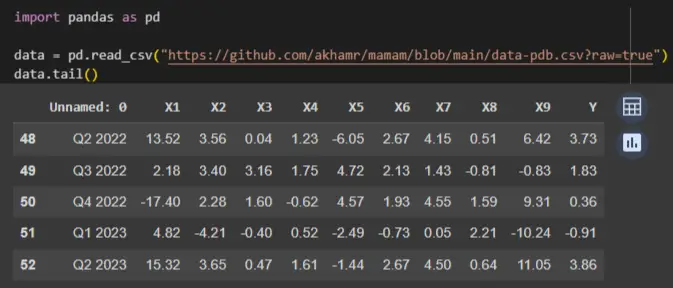 import pandas as pd
data = pd.read_csv("https://github.com/akhamr/mamam/blob/main/data-pdb.csv?raw=true")
data.tail()
Unnamed: 0 X1 X2 X3 X4 X5 X6 X7 X8 X9 Y
48 Q2 2022 13.52 3.56 0.04 1.23 -6.05 2.67 4.15 0.51 6.42 3.73
49 Q3 2022 2.18 3.40 3.16 1.75 4.72 2.13 1.43 -0.81 -0.83 1.83
50 Q4 2022 -17.40 2.28 1.60 -0.62 4.57 1.93 4.55 1.59 9.31 0.36
51 Q1 2023 4.82 -4.21 -0.40 0.52 -2.49 -0.73 0.05 2.21 -10.24 -0.91
52 Q2 2023 15.32 3.65 0.47 1.61 -1.44 2.67 4.50 0.64 11.05 3.86